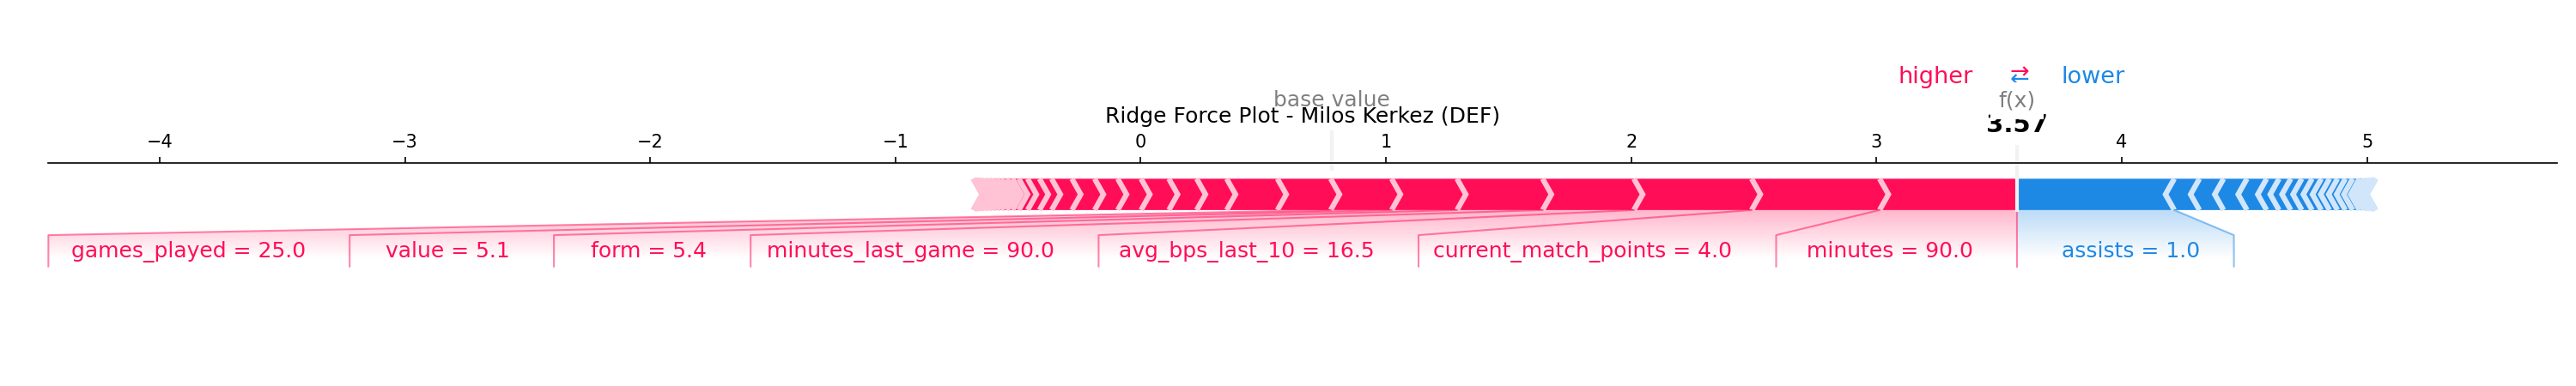 higher ⇄ lower
base value
f(x)
Ridge Force Plot - Milos Kerkez (DEF)
3.57
−4 −3 −2 −1 0 1 2 3 4 5
games_played = 25.0 value = 5.1 form = 5.4 minutes_last_game = 90.0 avg_bps_last_10 = 16.5 current_match_points = 4.0 minutes = 90.0 assists = 1.0